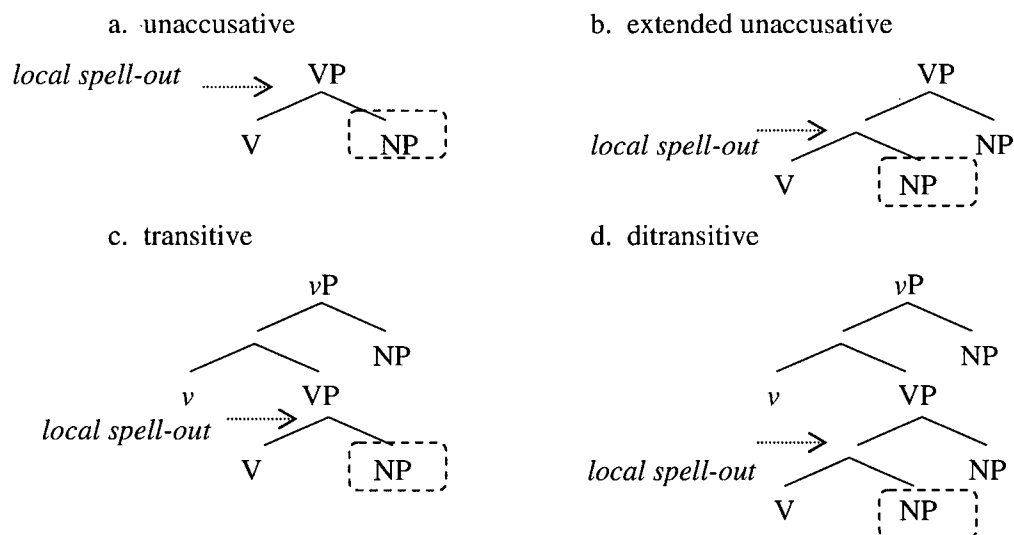 a. unaccusative
local spell-out
VP
V
NP
b. extended unaccusative
VP
local spell-out
NP
V
NP
c. transitive
vP
NP
v
VP
local spell-out
V
NP
d. ditransitive
vP
NP
v
VP
local spell-out
NP
V
NP